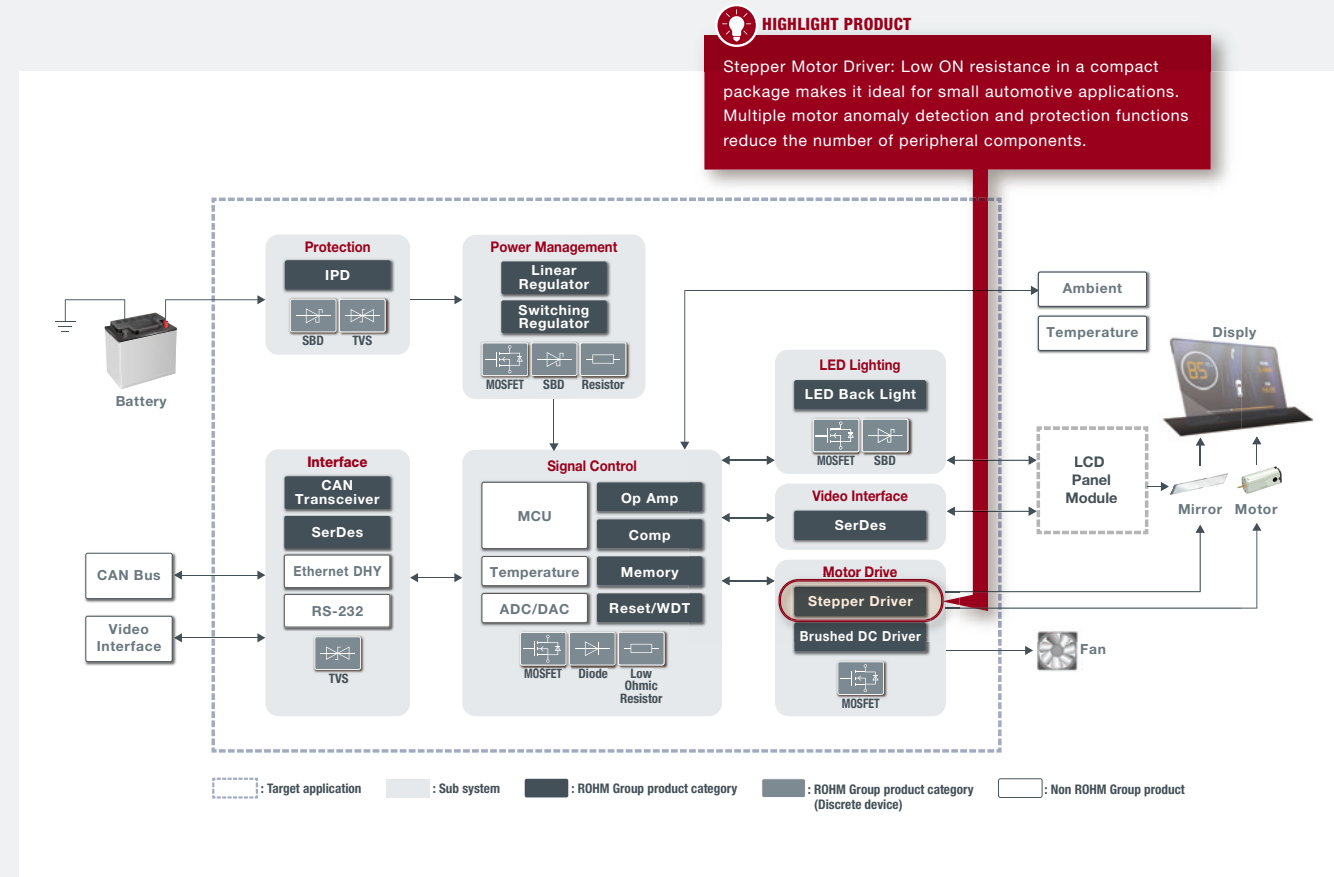 HIGHLIGHT PRODUCT
Stepper Motor Driver: Low ON resistance in a compact
package makes it ideal for small automotive applications.
Multiple motor anomaly detection and protection functions
reduce the number of peripheral components.
Protection
IPD
SBD
TVS
Power Management
Linear
Regulator
Switching
Regulator
MOSFET
SBD
Resistor
Battery
Ambient
Temperature
Disply
85
LED Lighting
LED Back Light
MOSFET
SBD
Interface
CAN
Transceiver
SerDes
Ethernet DHY
RS-232
TVS
Signal Control
MCU
Op Amp
Comp
Temperature
Memory
ADC/DAC
Reset/WDT
MOSFET
Diode
Low
Ohmic
Resistor
Video Interface
SerDes
LCD
Panel
Module
Mirror
Motor
Motor Drive
Stepper Driver
Brushed DC Driver
MOSFET
Fan
CAN Bus
Video
Interface
: Target application
: Sub system
: ROHM Group product category
: ROHM Group product category
(Discrete device)
: Non ROHM Group product